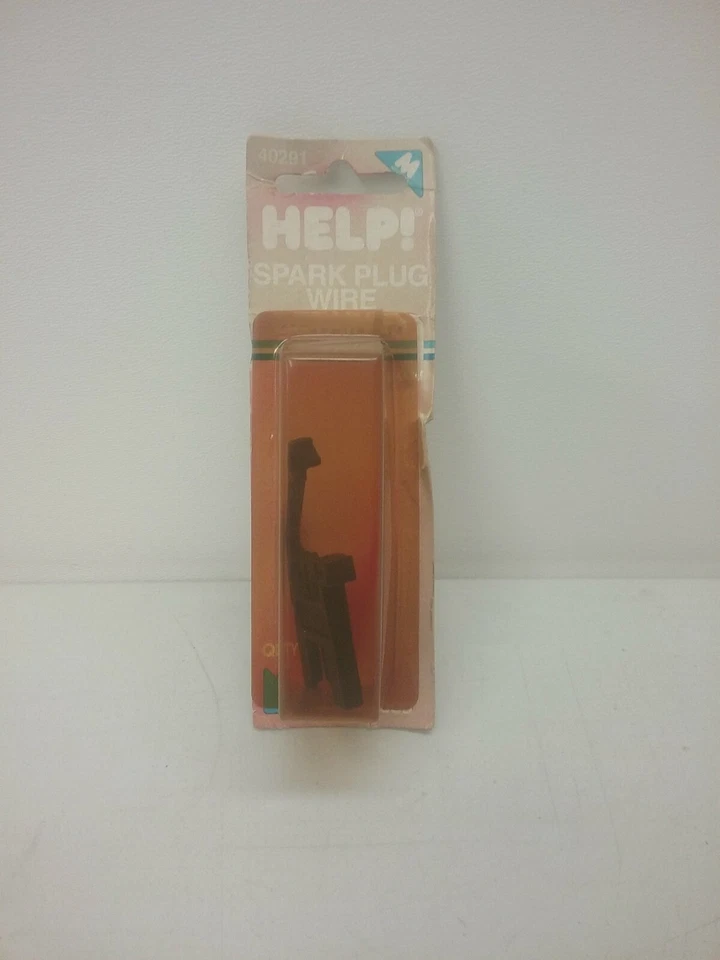 40291
M
HELP!
SPARK PLUG
WIRE
QTY